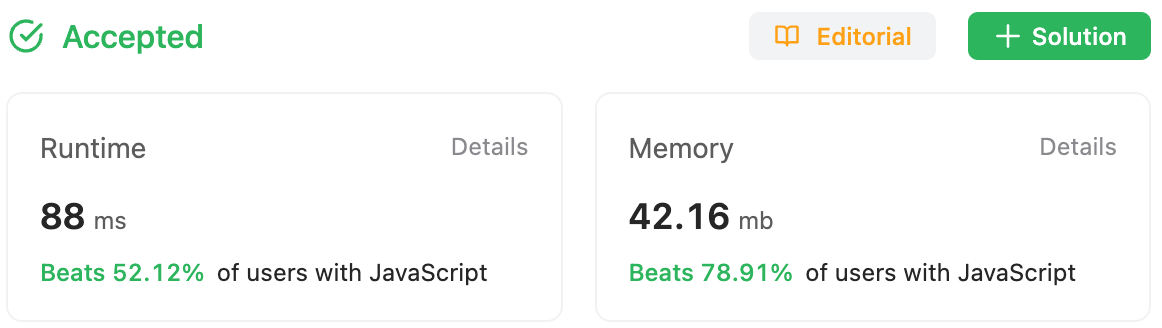 Accepted
Editorial
+ Solution
Runtime
Details
88 ms
Beats 52.12% of users with JavaScript
Memory
Details
42.16 mb
Beats 78.91% of users with JavaScript